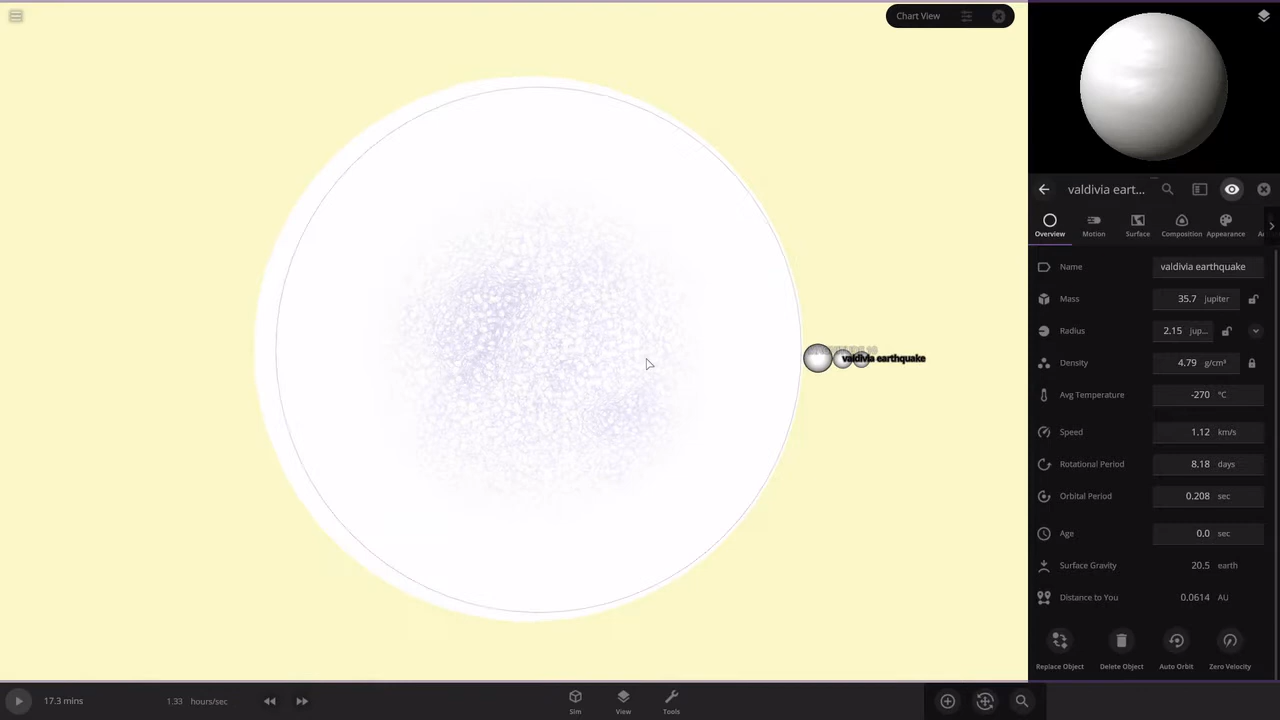 Chart View
valdivia eart...
Overview
Motion
Surface
Composition
Appearance
Name
valdivia earthquake
Mass
35.7 jupiter
Radius
2.15 jup...
Density
4.79 g/cm³
Avg Temperature
-270 °C
Speed
1.12 km/s
Rotational Period
8.18 days
Orbital Period
0.208 sec
Age
0.0 sec
Surface Gravity
20.5 earth
Distance to You
0.0614 AU
Replace Object
Delete Object
Auto Orbit
Zero Velocity
valdivia earthquake
17.3 mins
1.33 hours/sec
Sim
View
Tools